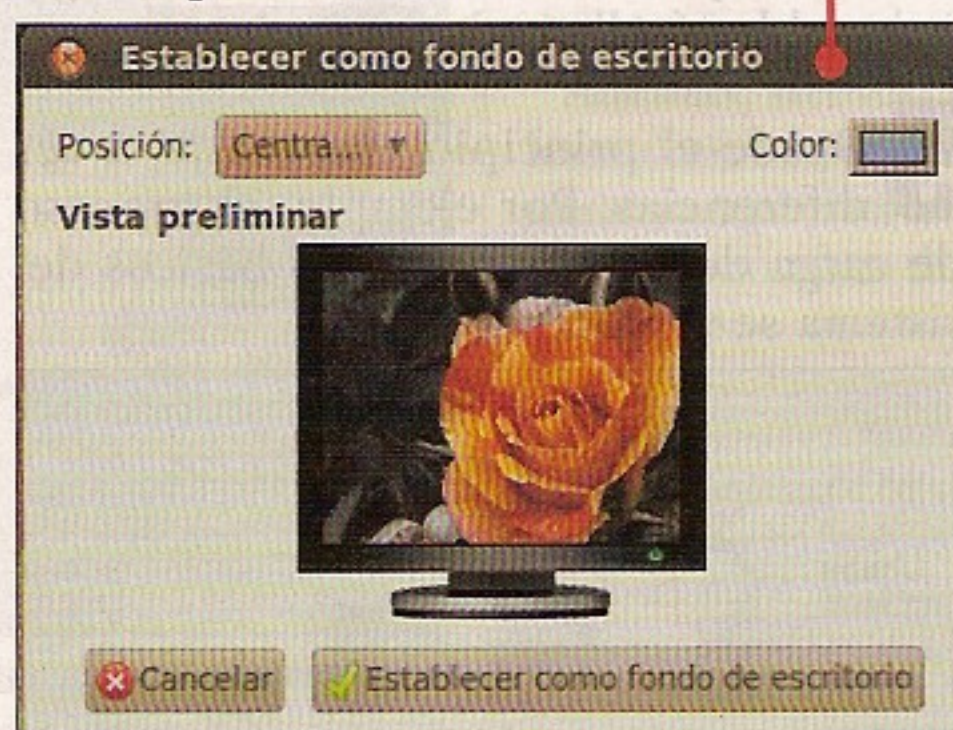 Establecer como fondo de escritorio
Posición: Centra... Color:
Vista preliminar
Cancelar Establecer como fondo de escritorio